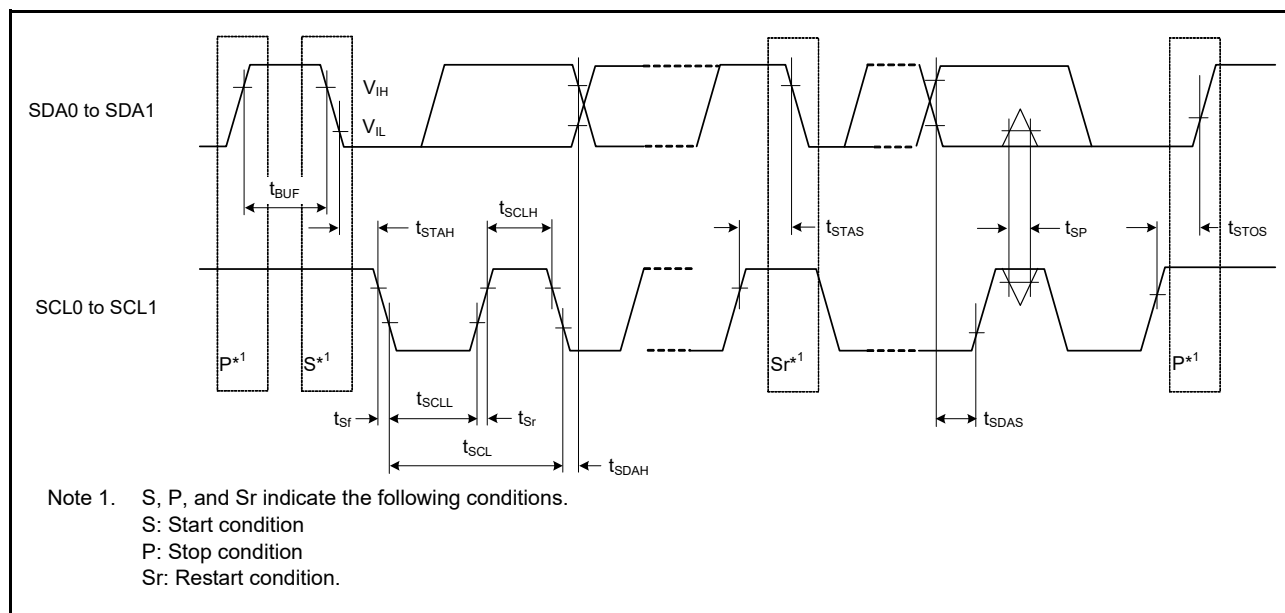 SDA0 to SDA1
VIH
VIL
tBUF
tSTAH
tSCLH
tSTAS
tSP
tSTOS
SCL0 to SCL1
P*1
S*1
Sr*1
P*1
tSf
tSCLL
tSr
tSCL
tSDAH
tSDAS
Note 1. S, P, and Sr indicate the following conditions.
S: Start condition
P: Stop condition
Sr: Restart condition.